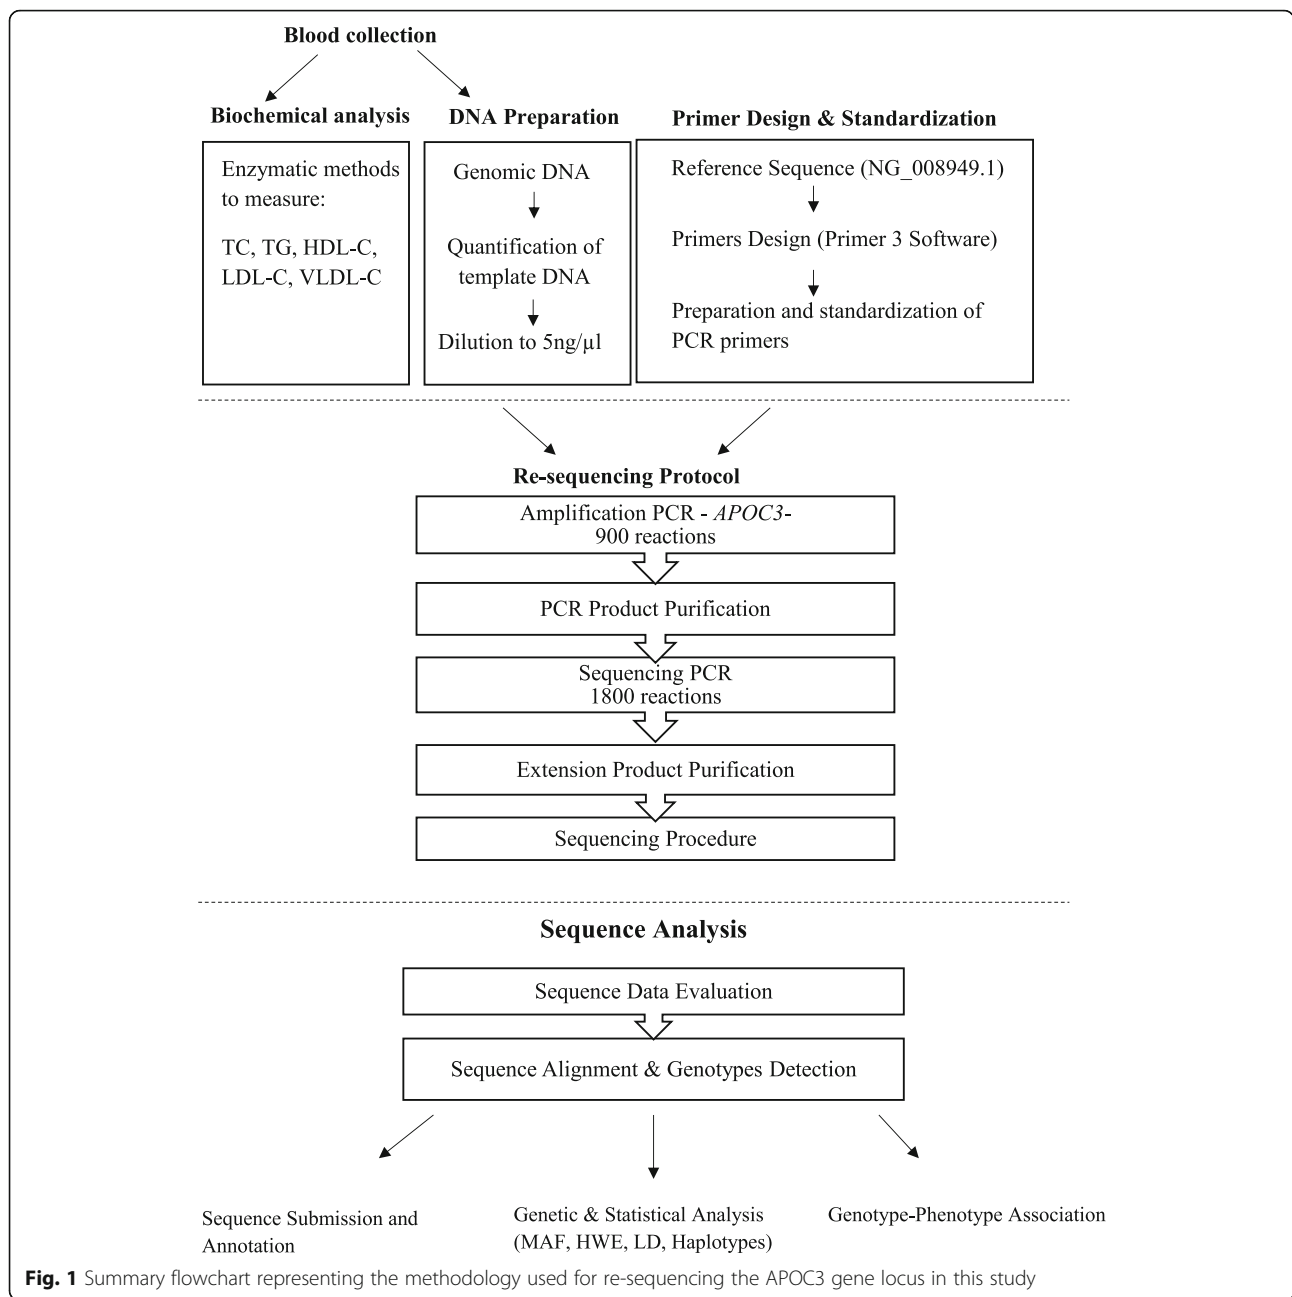 Blood collection
Biochemical analysis
Enzymatic methods
to measure:
TC, TG, HDL-C,
LDL-C, VLDL-C
DNA Preparation
Genomic DNA
Quantification of
template DNA
Dilution to 5ng/µl
Primer Design & Standardization
Reference Sequence (NG_008949.1)
Primers Design (Primer 3 Software)
Preparation and standardization of
PCR primers
Re-sequencing Protocol
Amplification PCR - APOC3-
900 reactions
PCR Product Purification
Sequencing PCR
1800 reactions
Extension Product Purification
Sequencing Procedure
Sequence Analysis
Sequence Data Evaluation
Sequence Alignment & Genotypes Detection
Sequence Submission and
Annotation
Genetic & Statistical Analysis
(MAF, HWE, LD, Haplotypes)
Genotype-Phenotype Association
Fig. 1 Summary flowchart representing the methodology used for re-sequencing the APOC3 gene locus in this study